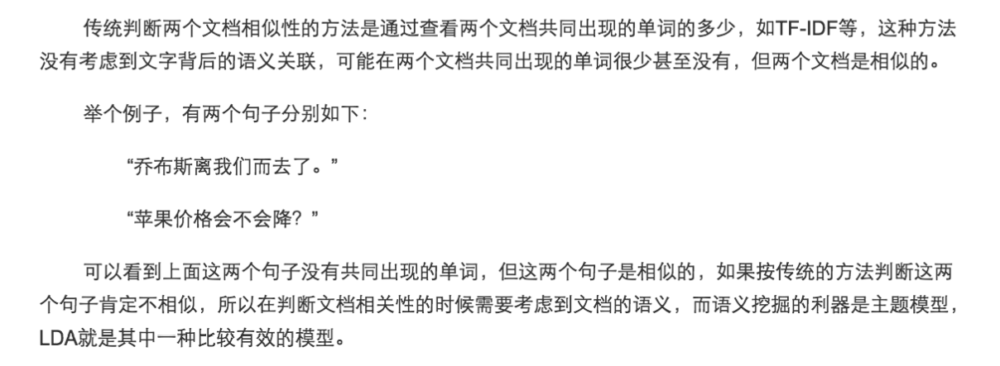 传统判断两个文档相似性的方法是通过查看两个文档共同出现的单词的多少，如TF-IDF等，这种方法
没有考虑到文字背后的语义关联，可能在两个文档共同出现的单词很少甚至没有，但两个文档是相似的。
举个例子，有两个句子分别如下：
“乔布斯离我们而去了。”
“苹果价格会不会降？”
可以看到上面这两个句子没有共同出现的单词，但这两个句子是相似的，如果按传统的方法判断这两
个句子肯定不相似，所以在判断文档相关性的时候需要考虑到文档的语义，而语义挖掘的利器是主题模型，
LDA就是其中一种比较有效的模型。